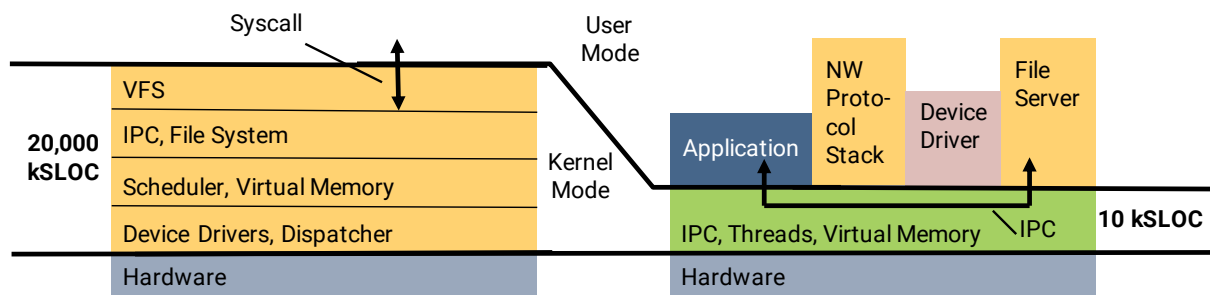 Syscall
User
Mode
VFS
IPC, File System
Scheduler, Virtual Memory
Device Drivers, Dispatcher
Hardware
20,000
kSLOC
Kernel
Mode
Application
NW
Proto-
col
Stack
Device
Driver
File
Server
IPC, Threads, Virtual Memory
IPC
10 kSLOC
Hardware